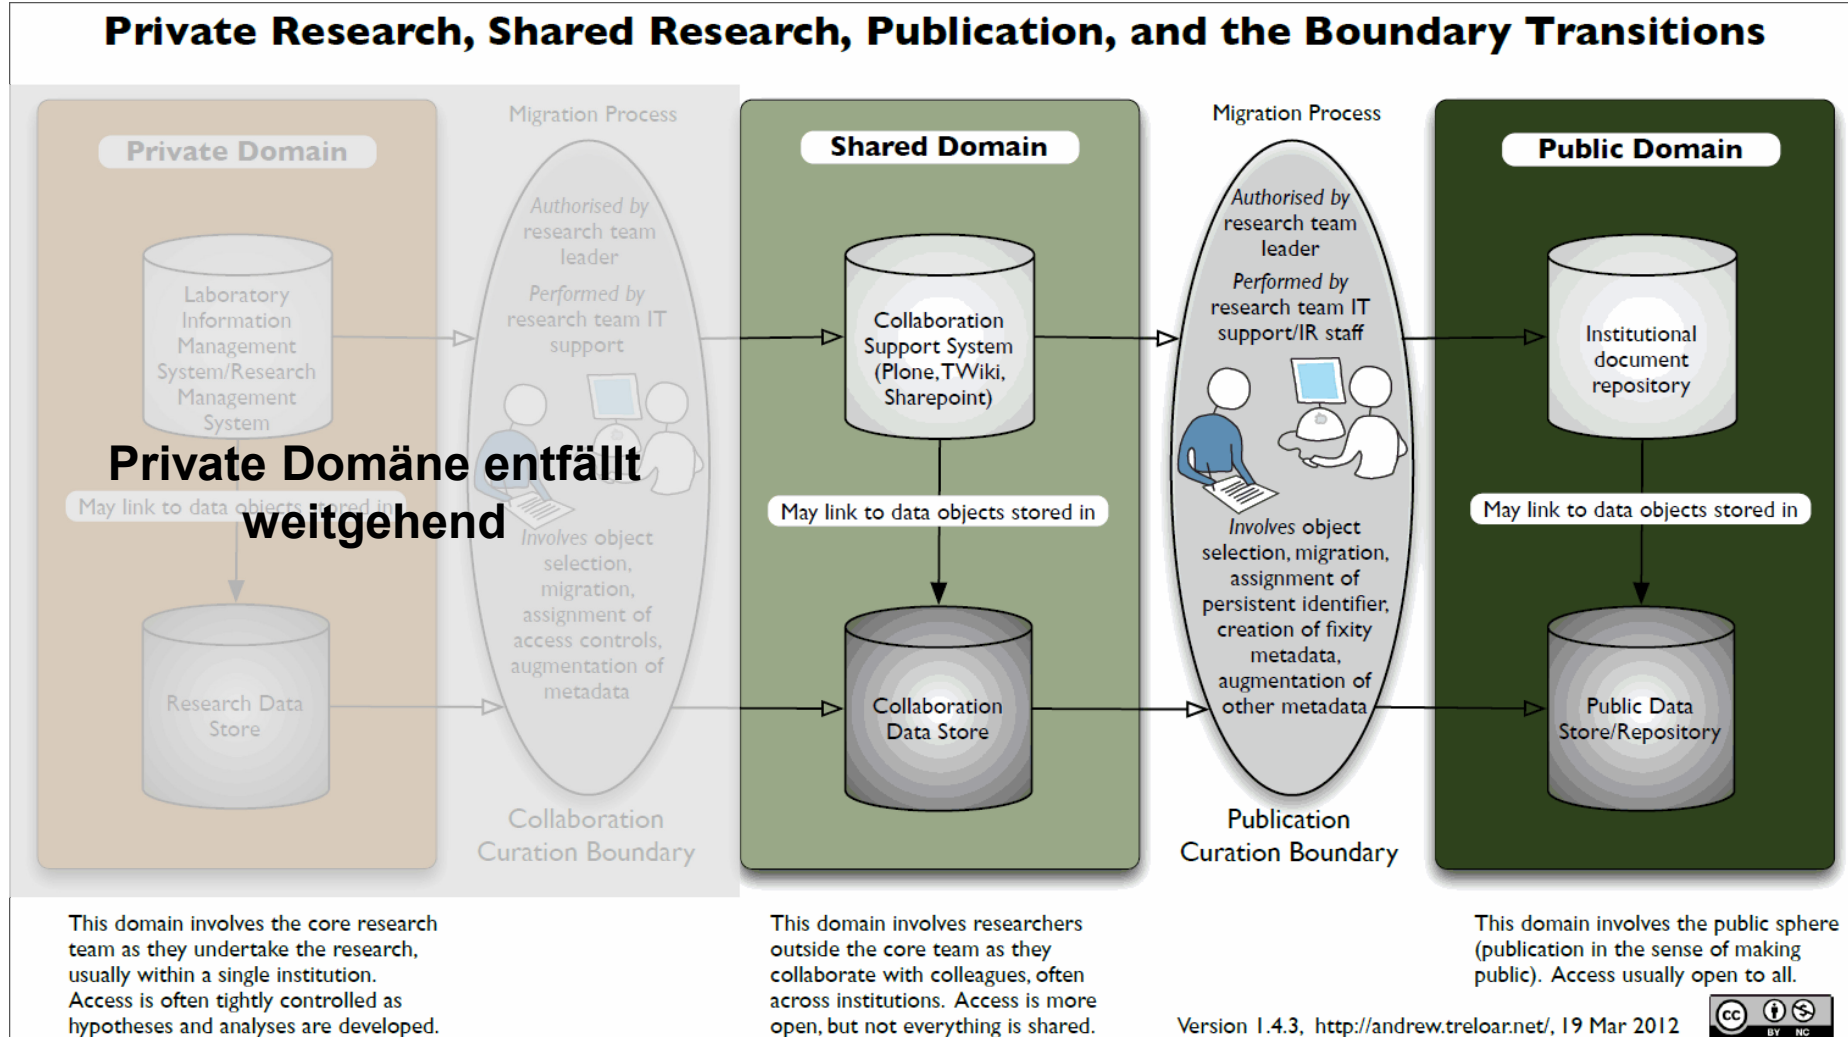 Private Research, Shared Research, Publication, and the Boundary Transitions
Private Domain
Laboratory
Information
Management
System/Research
Management
System
Private Domäne entfällt
weitgehend
May link to data objects stored in
Research Data
Store
Migration Process
Authorised by
research team
leader
Performed by
research team IT
support
Involves object
selection,
migration,
assignment of
access controls,
augmentation of
metadata
Collaboration
Curation Boundary
Shared Domain
Collaboration
Support System
(Plone, TWiki,
Sharepoint)
May link to data objects stored in
Collaboration
Data Store
Migration Process
Authorised by
research team
leader
Performed by
research team IT
support/IR staff
Involves object
selection, migration,
assignment of
persistent identifier,
creation of fixity
metadata,
augmentation of
other metadata
Publication
Curation Boundary
Public Domain
Institutional
document
repository
May link to data objects stored in
Public Data
Store/Repository
This domain involves the core research
team as they undertake the research,
usually within a single institution.
Access is often tightly controlled as
hypotheses and analyses are developed.
This domain involves researchers
outside the core team as they
collaborate with colleagues, often
across institutions. Access is more
open, but not everything is shared.
This domain involves the public sphere
(publication in the sense of making
public). Access usually open to all.
Version 1.4.3, http://andrew.treloar.net/, 19 Mar 2012
cc
BY NC